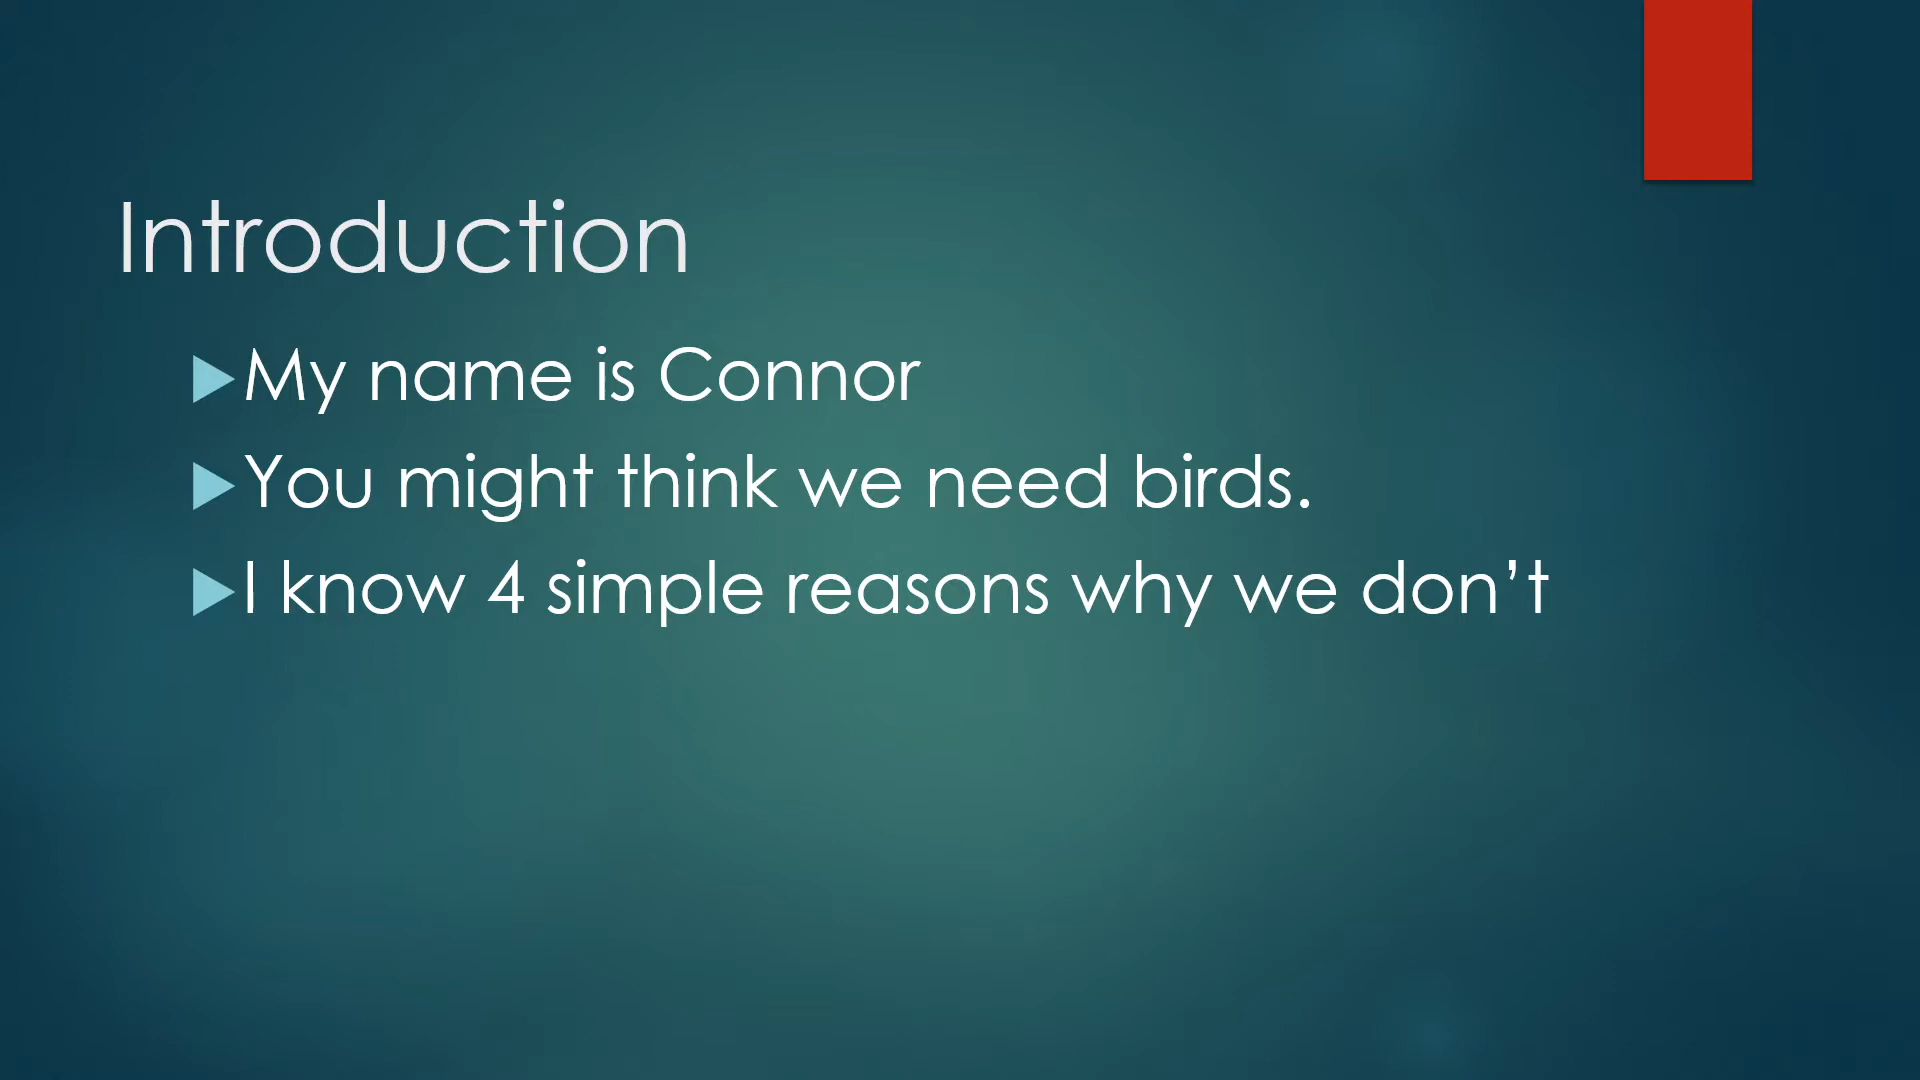 Introduction
My name is Connor
You might think we need birds.
I know 4 simple reasons why we don’t